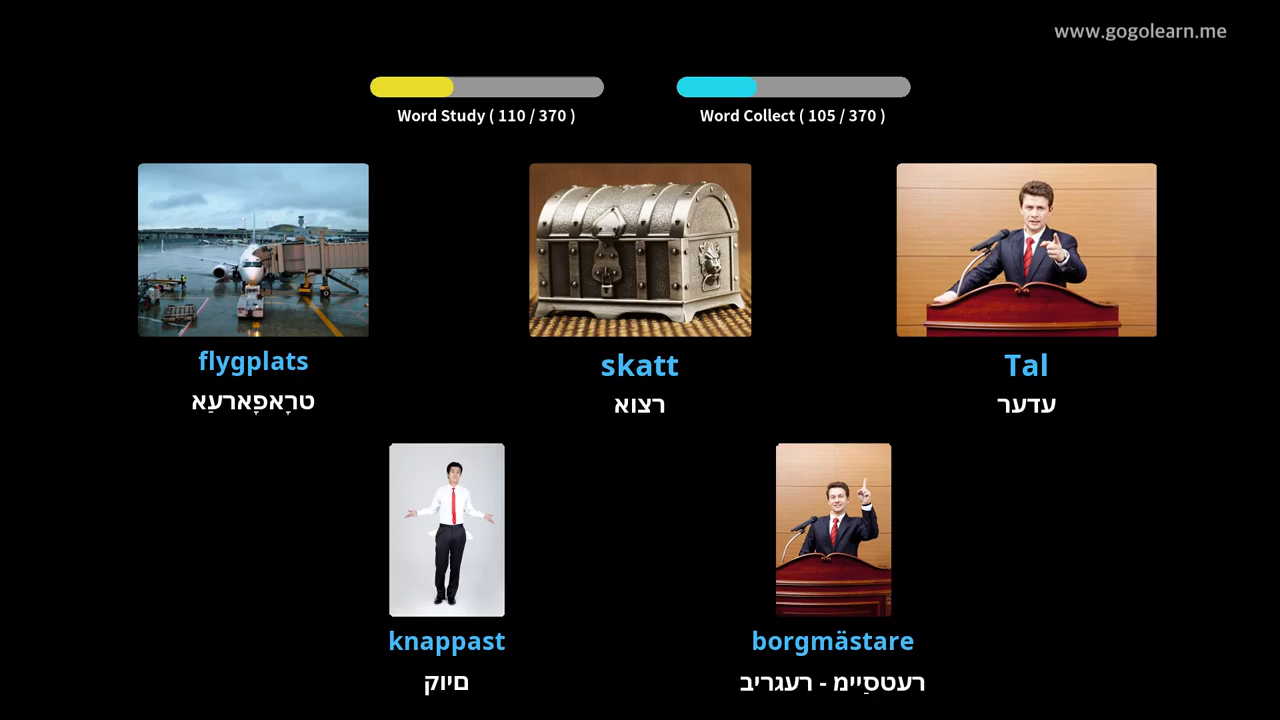 www.gogolearn.me
Word Study ( 110 / 370 )
Word Collect ( 105 / 370 )
flygplats
טרָאפָארעַא
skatt
רצוא
Tal
עדער
knappast
םיוק
borgmästare
רעטסַיימ - רעגריב